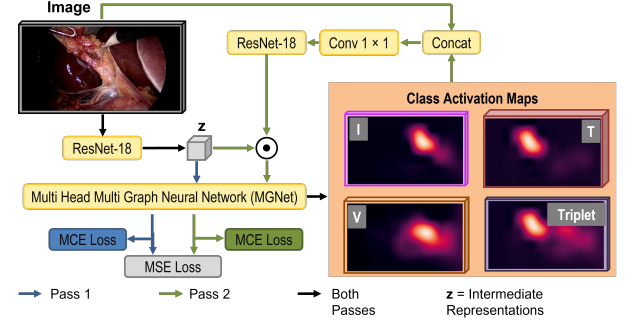 Image
ResNet-18
Conv 1 × 1
Concat
Class Activation Maps
I
T
V
Triplet
ResNet-18
z
Multi Head Multi Graph Neural Network (MGNet)
MCE Loss
MCE Loss
MSE Loss
Pass 1
Pass 2
Both
Passes
z = Intermediate
Representations